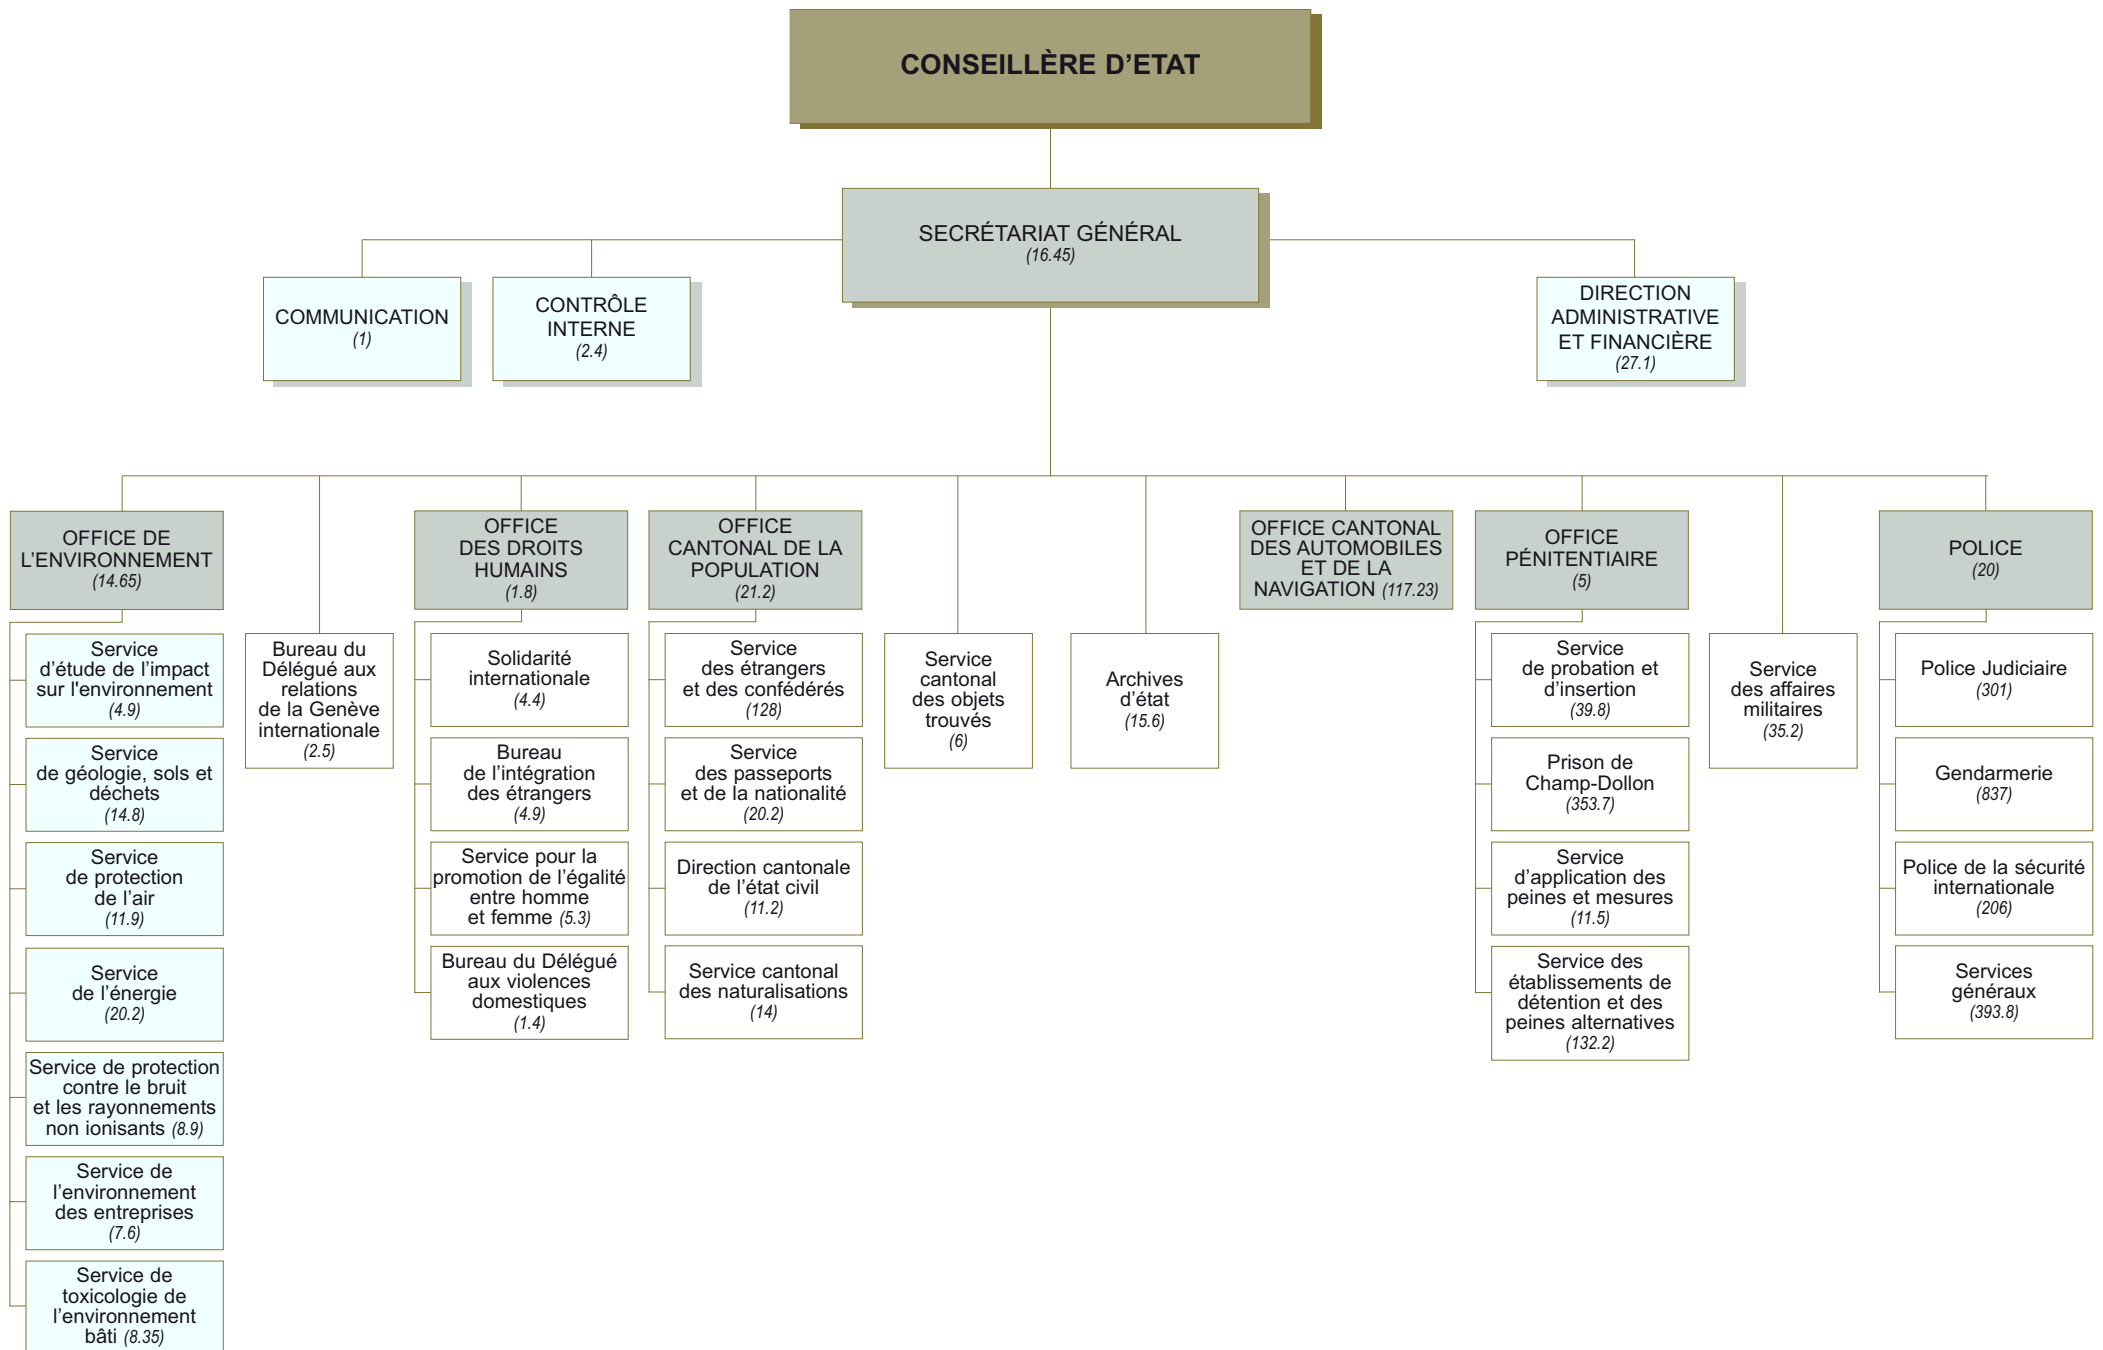 CONSEILLÈRE D'ETAT
SECRÉTARIAT GÉNÉRAL
(16.45)
COMMUNICATION
(1)
CONTRÔLE
INTERNE
(2.4)
DIRECTION
ADMINISTRATIVE
ET FINANCIÈRE
(27.1)
OFFICE DE
L'ENVIRONNEMENT
(14.65)
Service
d'étude de l'impact
sur l'environnement
(4.9)
Service
de géologie, sols et
déchets
(14.8)
Service
de protection
de l'air
(11.9)
Service
de l'énergie
(20.2)
Service de protection
contre le bruit
et les rayonnements
non ionisants (8.9)
Service de
l'environnement
des entreprises
(7.6)
Service de
toxicologie de
l'environnement
bâti (8.35)
Bureau du
Délégué aux
relations
de la Genève
internationale
(2.5)
OFFICE
DES DROITS
HUMAINS
(1.8)
Solidarité
internationale
(4.4)
Bureau
de l'intégration
des étrangers
(4.9)
Service pour la
promotion de l'égalité
entre homme
et femme (5.3)
Bureau du Délégué
aux violences
domestiques
(1.4)
OFFICE
CANTONAL DE LA
POPULATION
(21.2)
Service
des étrangers
et des confédérés
(128)
Service
des passeports
et de la nationalité
(20.2)
Direction cantonale
de l'état civil
(11.2)
Service cantonal
des naturalisations
(14)
Service
cantonal
des objets
trouvés
(6)
Archives
d'état
(15.6)
OFFICE CANTONAL
DES AUTOMOBILES
ET DE LA
NAVIGATION (117.23)
OFFICE
PÉNITENTIAIRE
(5)
Service
de probation et
d'insertion
(39.8)
Prison de
Champ-Dollon
(353.7)
Service
d'application des
peines et mesures
(11.5)
Service des
établissements de
détention et des
peines alternatives
(132.2)
Service
des affaires
militaires
(35.2)
POLICE
(20)
Police Judiciaire
(301)
Gendarmerie
(837)
Police de la sécurité
internationale
(206)
Services
généraux
(393.8)